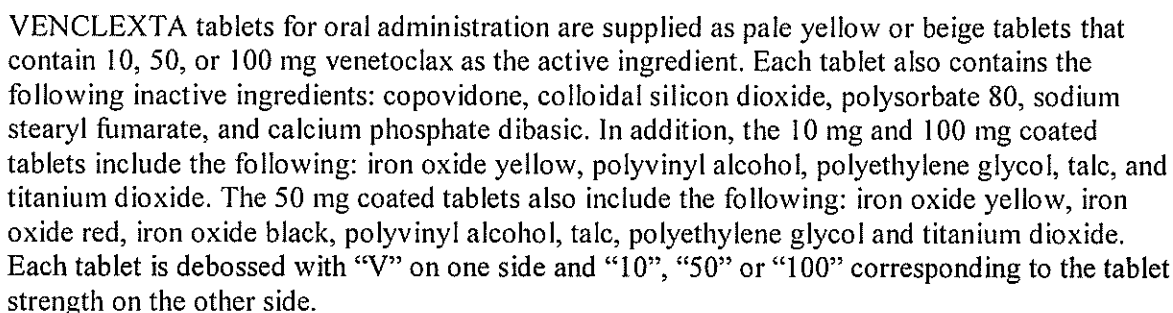 VENCLEXTA tablets for oral administration are supplied as pale yellow or beige tablets that
contain 10, 50, or 100 mg venetoclax as the active ingredient. Each tablet also contains the
following inactive ingredients: copovidone, colloidal silicon dioxide, polysorbate 80, sodium
stearyl fumarate, and calcium phosphate dibasic. In addition, the 10 mg and 100 mg coated
tablets include the following: iron oxide yellow, polyvinyl alcohol, polyethylene glycol, talc, and
titanium dioxide. The 50 mg coated tablets also include the following: iron oxide yellow, iron
oxide red, iron oxide black, polyvinyl alcohol, talc, polyethylene glycol and titanium dioxide.
Each tablet is debossed with “V” on one side and “10”, “50” or “100” corresponding to the tablet
strength on the other side.